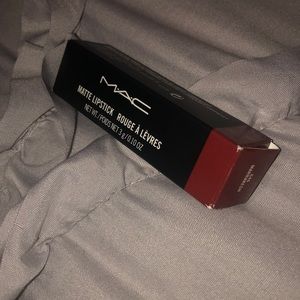 MAC
MATTE LIPSTICK ROUGE À LÈVRES
NET WT./POIDS NET 3 g/0.10 OZ